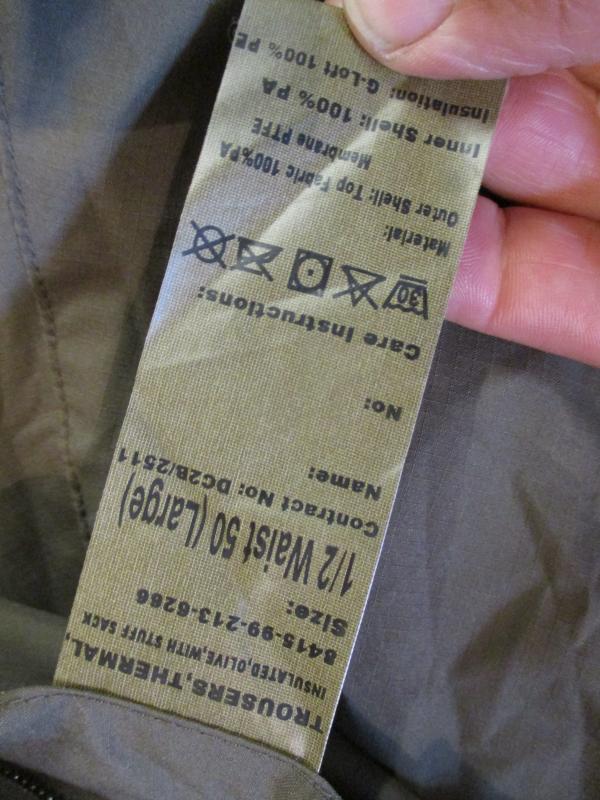 TROUSERS,THERMAL,
INSULATED,OLIVE,WITH STUFF SACK
8415-99-213-6266
Size:
1/2 Waist 50 (Large)
Contract No: DC2B/2511
Name:
No:
Care Instructions:
30
Material:
Outer Shell: Top Fabric 100%PA
Membrane PTFE
Inner Shell: 100% PA
Insulation: G-Loft 100% PE